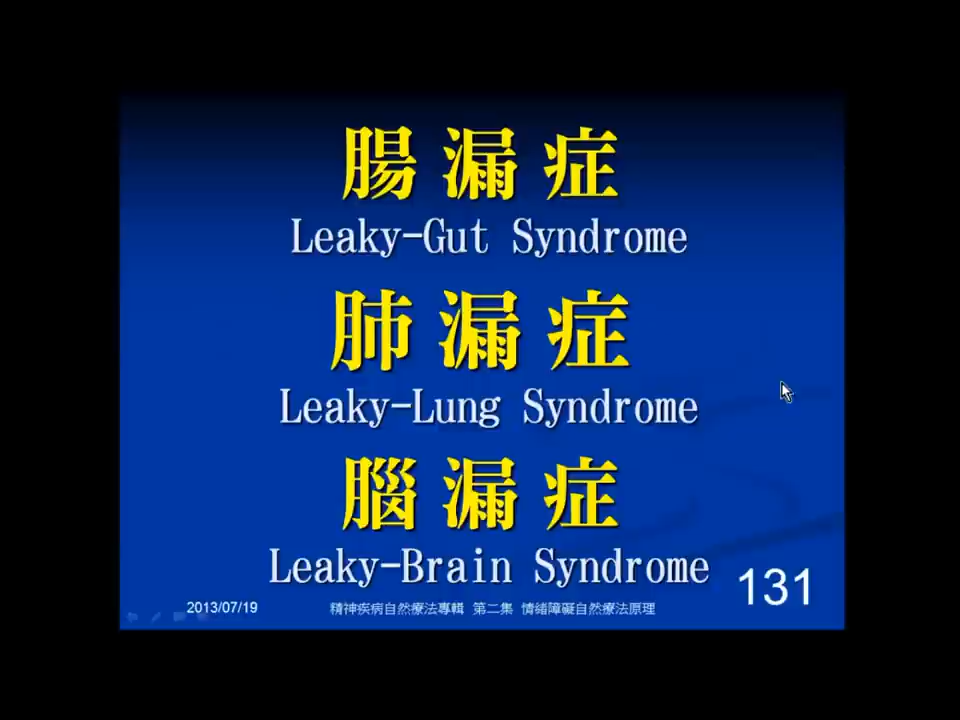 腸漏症
Leaky-Gut Syndrome
肺漏症
Leaky-Lung Syndrome
腦漏症
Leaky-Brain Syndrome
131
2013/07/19 精神疾病自然療法專輯 第二集 情緒障礙自然療法原理